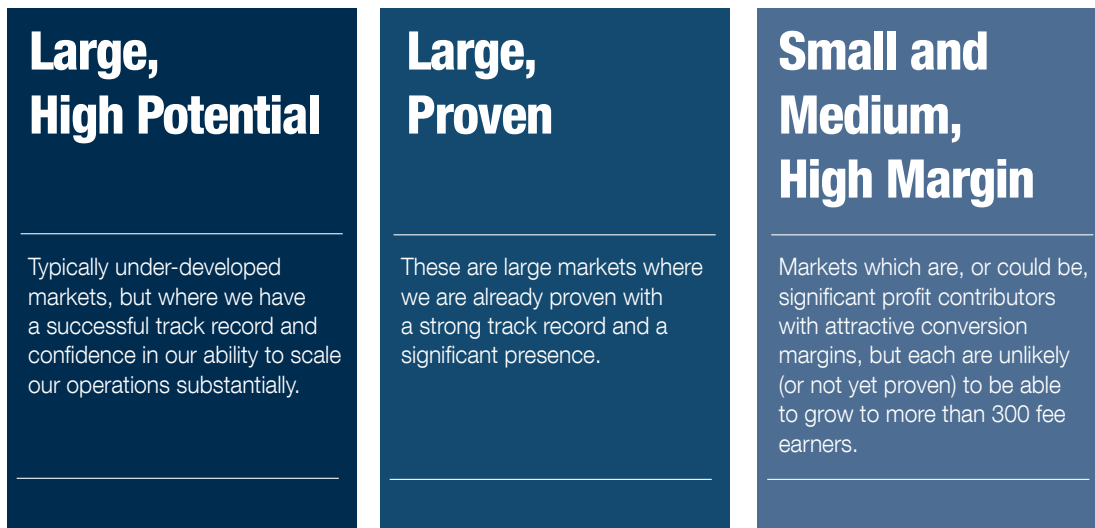 Large,
High Potential
Typically under-developed
markets, but where we have
a successful track record and
confidence in our ability to scale
our operations substantially.
Large,
Proven
These are large markets where
we are already proven with
a strong track record and a
significant presence.
Small and
Medium,
High Margin
Markets which are, or could be,
significant profit contributors
with attractive conversion
margins, but each are unlikely
(or not yet proven) to be able
to grow to more than 300 fee
earners.